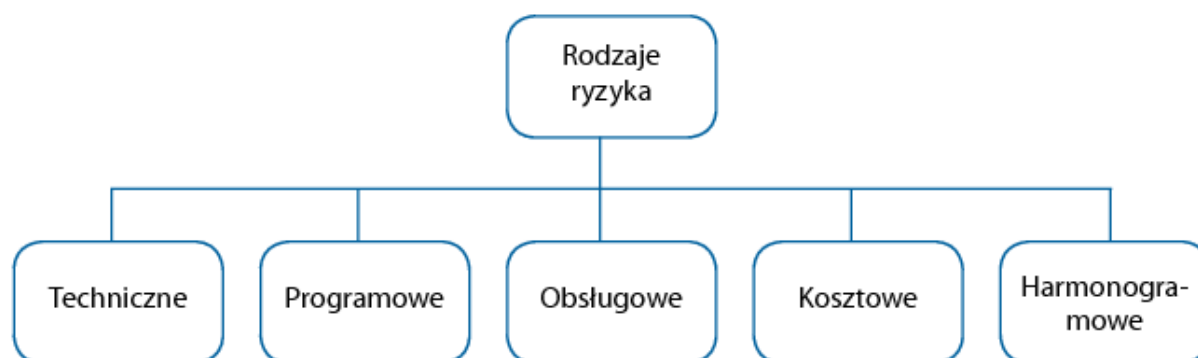 Rodzaje
ryzyka
Techniczne
Programowe
Obsługowe
Kosztowe
Harmonogra-
mowe